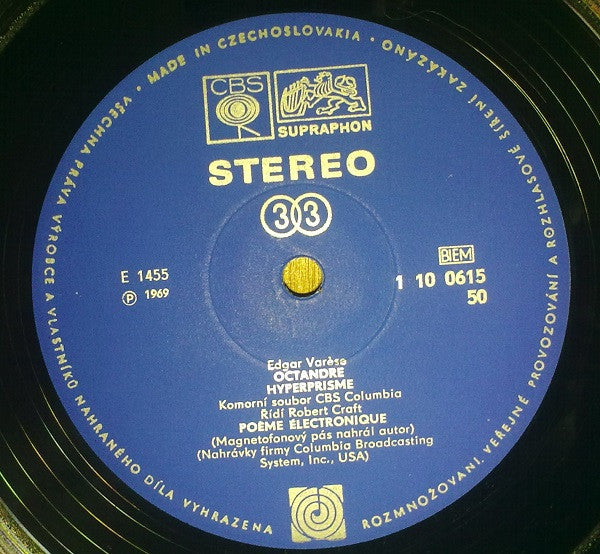 VŠECHNA PRÁVA VÝROBCE A VLASTNÍKŮ NAHRANÉHO DÍLA VYHRAZENA
• MADE IN CZECHOSLOVAKIA •
ROZMNOŽOVÁNÍ, VEŘEJNÉ PROVOZOVÁNÍ A ROZHLASOVÉ ŠÍŘENÍ ZAKÁZÁNO
CBS
SUPRAPHON
STEREO
33
BIEM
E 1455
1 10 0615
℗ 1969
50
Edgar Varèse
OCTANDRE
HYPERPRISME
Komorní soubor CBS Columbia
Řídí Robert Craft
POÈME ÉLECTRONIQUE
(Magnetofonový pás nahrál autor)
(Nahrávky firmy Columbia Broadcasting
System, Inc., USA)